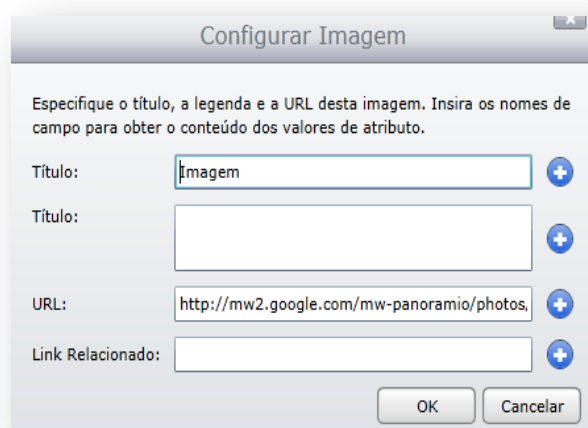 Configurar Imagem
Especifique o título, a legenda e a URL desta imagem. Insira os nomes de
campo para obter o conteúdo dos valores de atributo.
Título: Imagem
Título:
URL: http://mw2.google.com/mw-panoramio/photos,
Link Relacionado:
OK Cancelar